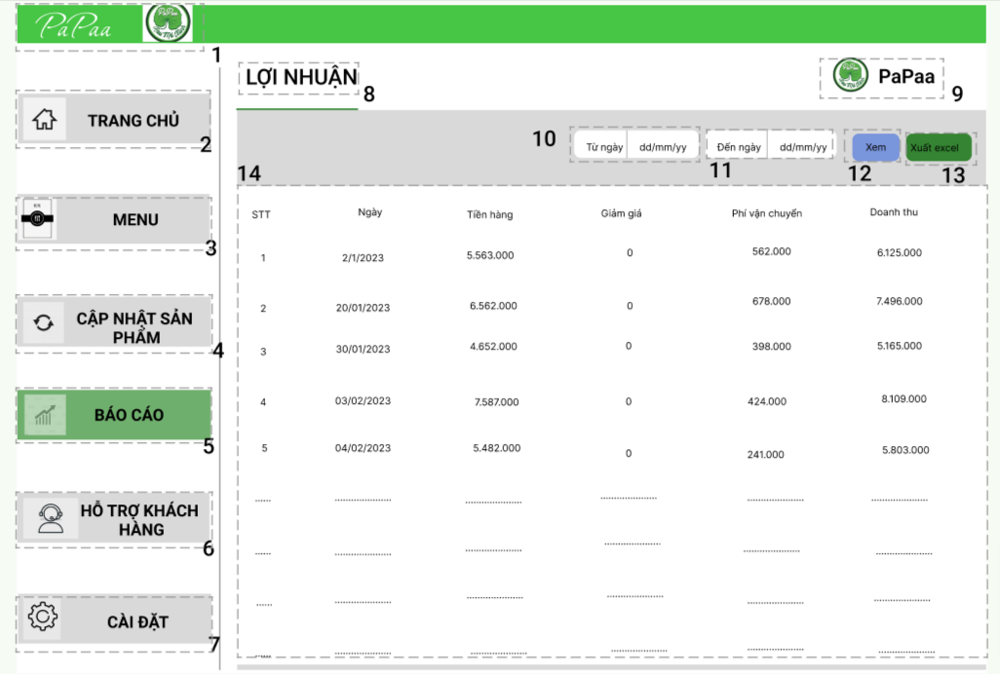 PaPaa
1
TRANG CHỦ
2
MENU
3
CẬP NHẬT SẢN
PHẨM
4
BÁO CÁO
5
HỖ TRỢ KHÁCH
HÀNG
6
CÀI ĐẶT
7
LỢI NHUẬN
8
PaPaa
9
10
Từ ngày dd/mm/yy
Đến ngày dd/mm/yy
11
Xem
12
Xuất excel
13
14
STT Ngày Tiền hàng Giảm giá Phí vận chuyển Doanh thu
1 2/1/2023 5.563.000 0 562.000 6.125.000
2 20/01/2023 6.562.000 0 678.000 7.496.000
3 30/01/2023 4.652.000 0 398.000 5.165.000
4 03/02/2023 7.587.000 0 424.000 8.109.000
5 04/02/2023 5.482.000 0 241.000 5.803.000